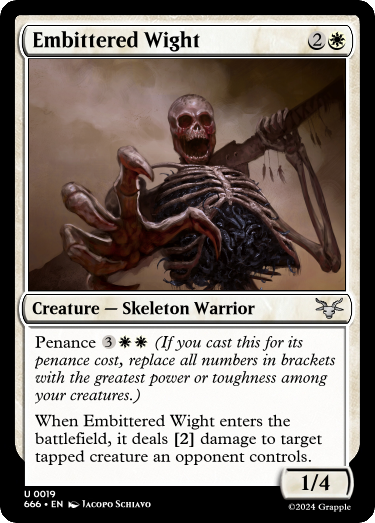 Embittered Wight 2
Creature — Skeleton Warrior
Penance 3 (If you cast this for its
penance cost, replace all numbers in brackets
with the greatest power or toughness among
your creatures.)
When Embittered Wight enters the
battlefield, it deals [2] damage to target
tapped creature an opponent controls.
1/4
U 0019
666 • EN Jacopo Schiavo
©2024 Grapple